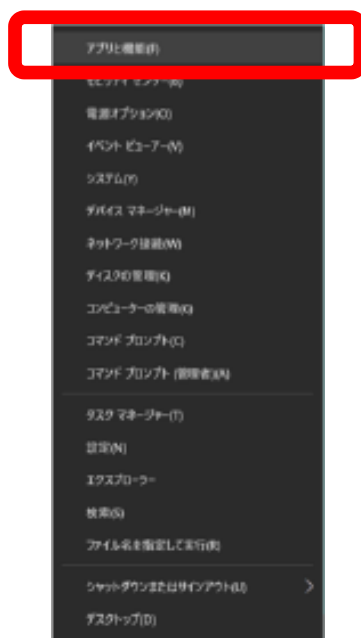 アプリと機能(F)
電源オプション(O)
イベント ビューアー(V)
システム(Y)
デバイス マネージャー(M)
ネットワーク接続(W)
ディスクの管理(K)
コンピューターの管理(G)
コマンド プロンプト(C)
コマンド プロンプト (管理者)(A)
タスク マネージャー(T)
設定(N)
エクスプローラー
検索(S)
ファイル名を指定して実行(R)
シャットダウンまたはサインアウト(U)
デスクトップ(D)